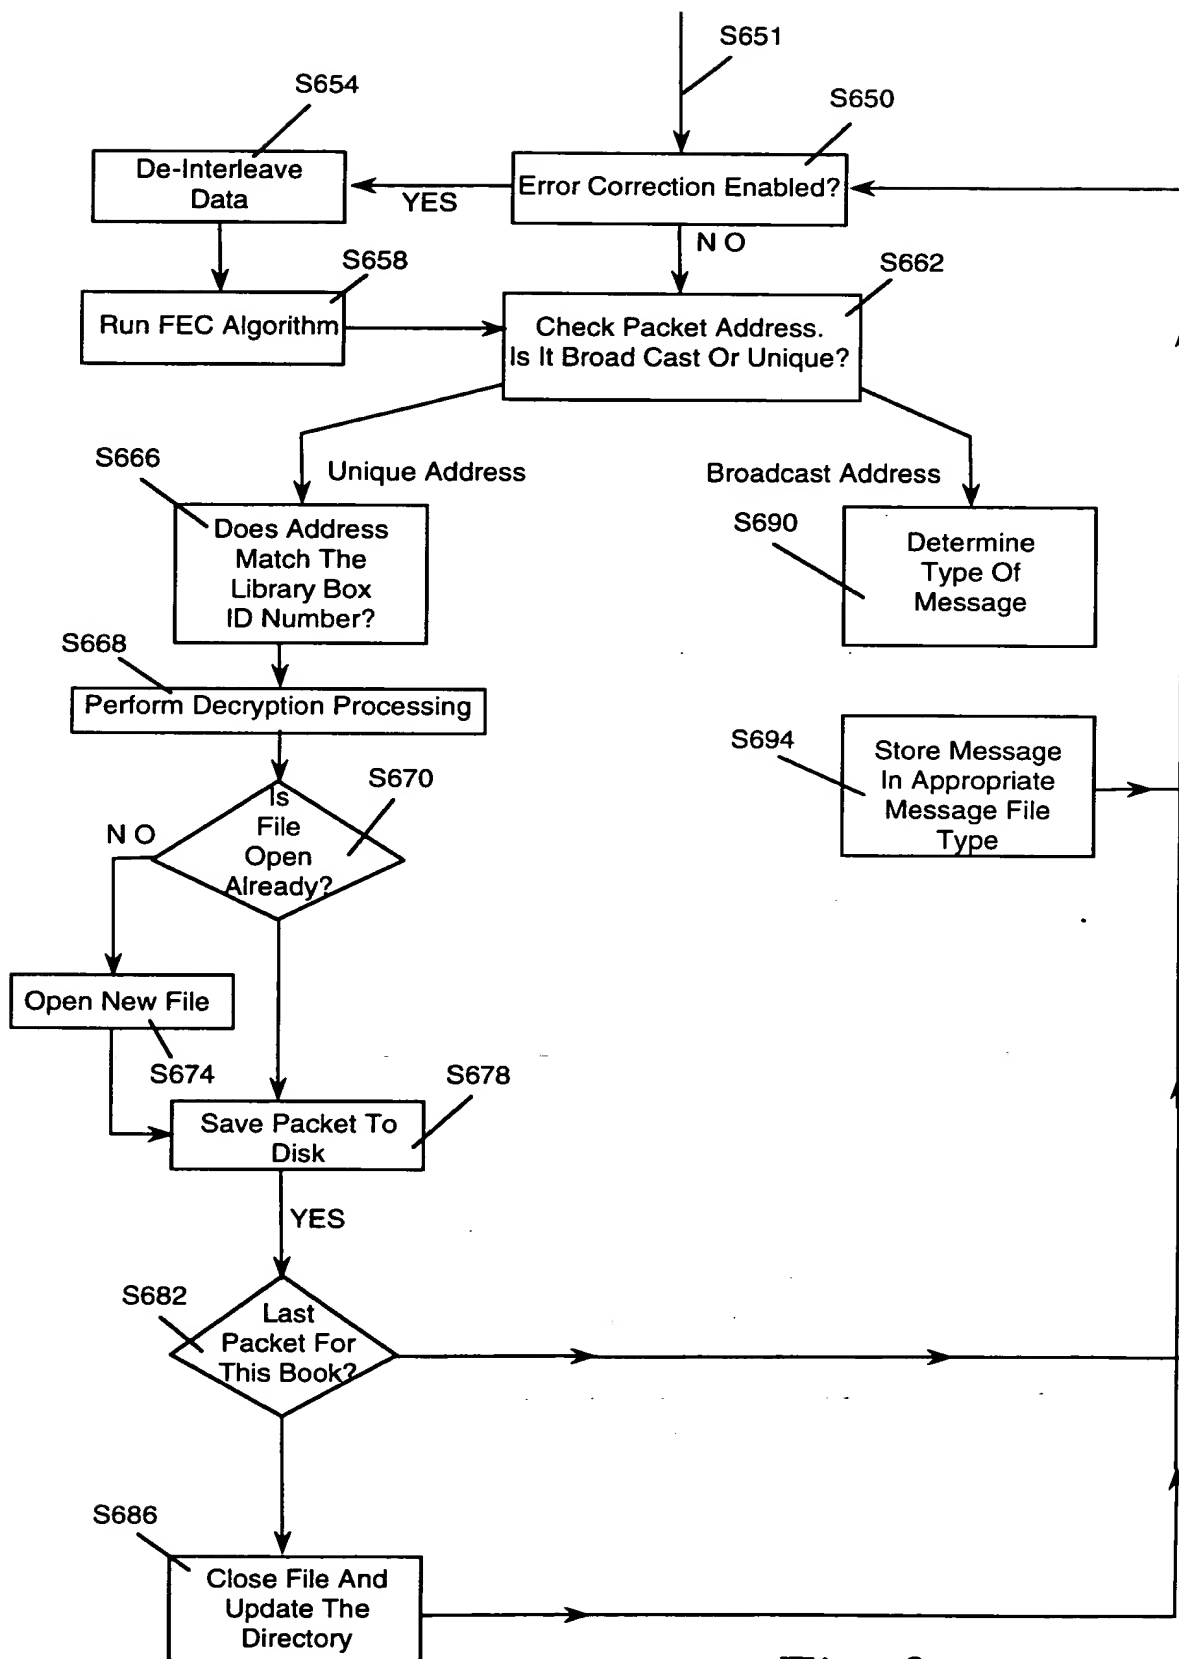 S651
S654
S650
De-Interleave
Data
YES
Error Correction Enabled?
N O
S658
S662
Run FEC Algorithm
Check Packet Address.
Is It Broad Cast Or Unique?
S666
Unique Address
Broadcast Address
Does Address
Match The
Library Box
ID Number?
S690
Determine
Type Of
Message
S668
Perform Decryption Processing
S694
Store Message
In Appropriate
Message File
Type
S670
Is
File
Open
Already?
N O
Open New File
S674
S678
Save Packet To
Disk
YES
S682
Last
Packet For
This Book?
S686
Close File And
Update The
Directory